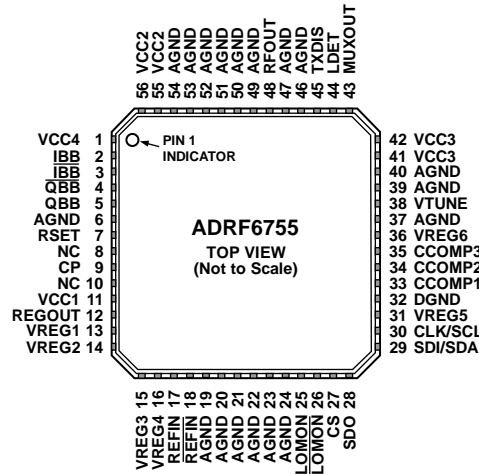 56 VCC2
55 VCC2
54 AGND
53 AGND
52 AGND
51 AGND
50 AGND
49 AGND
48 RFOUT
47 AGND
46 AGND
45 TXDIS
44 LDET
43 MUXOUT
VCC4 1
IBB 2
I̅B̅B̅ 3
Q̅B̅B̅ 4
QBB 5
AGND 6
RSET 7
NC 8
CP 9
NC 10
VCC1 11
REGOUT 12
VREG1 13
VREG2 14
PIN 1
INDICATOR
ADRF6755
TOP VIEW
(Not to Scale)
42 VCC3
41 VCC3
40 AGND
39 AGND
38 VTUNE
37 AGND
36 VREG6
35 CCOMP3
34 CCOMP2
33 CCOMP1
32 DGND
31 VREG5
30 CLK/SCL
29 SDI/SDA
VREG3 15
VREG4 16
REFIN 17
R̅E̅F̅I̅N̅ 18
AGND 19
AGND 20
AGND 21
AGND 22
AGND 23
AGND 24
LOMON 25
L̅O̅M̅O̅N̅ 26
CS 27
SDO 28